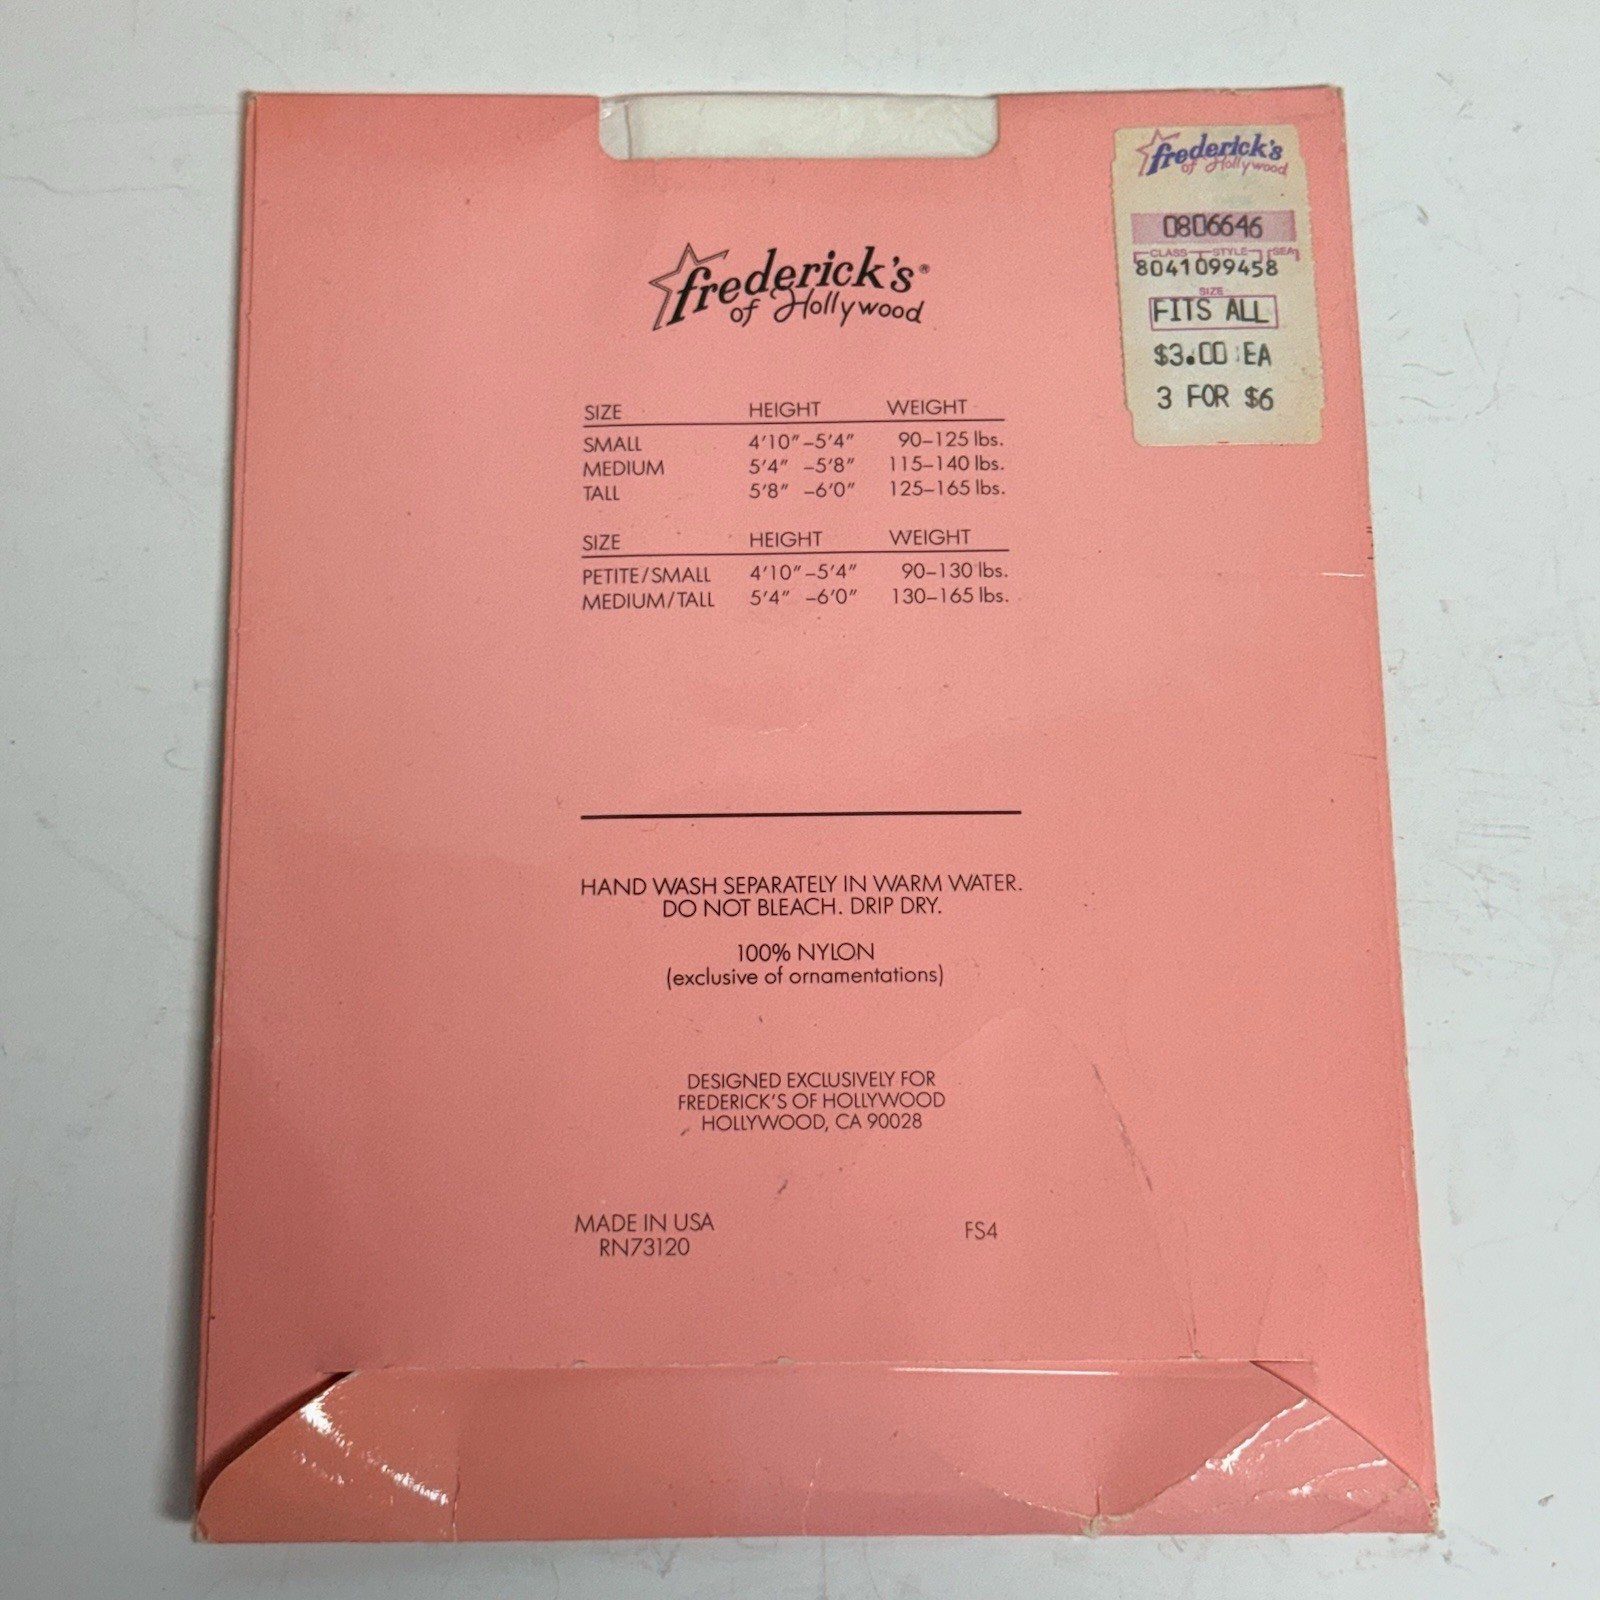 frederick's®
of Hollywood
SIZE HEIGHT WEIGHT
SMALL 4'10"–5'4" 90–125 lbs.
MEDIUM 5'4" –5'8" 115–140 lbs.
TALL 5'8" –6'0" 125–165 lbs.
SIZE HEIGHT WEIGHT
PETITE/SMALL 4'10"–5'4" 90–130 lbs.
MEDIUM/TALL 5'4" –6'0" 130–165 lbs.
HAND WASH SEPARATELY IN WARM WATER.
DO NOT BLEACH. DRIP DRY.
100% NYLON
(exclusive of ornamentations)
DESIGNED EXCLUSIVELY FOR
FREDERICK'S OF HOLLYWOOD
HOLLYWOOD, CA 90028
MADE IN USA
RN73120
FS4
frederick's
of Hollywood
0806646
CLASS STYLE SEA
8041099458
SIZE
FITS ALL
$3.00 EA
3 FOR $6